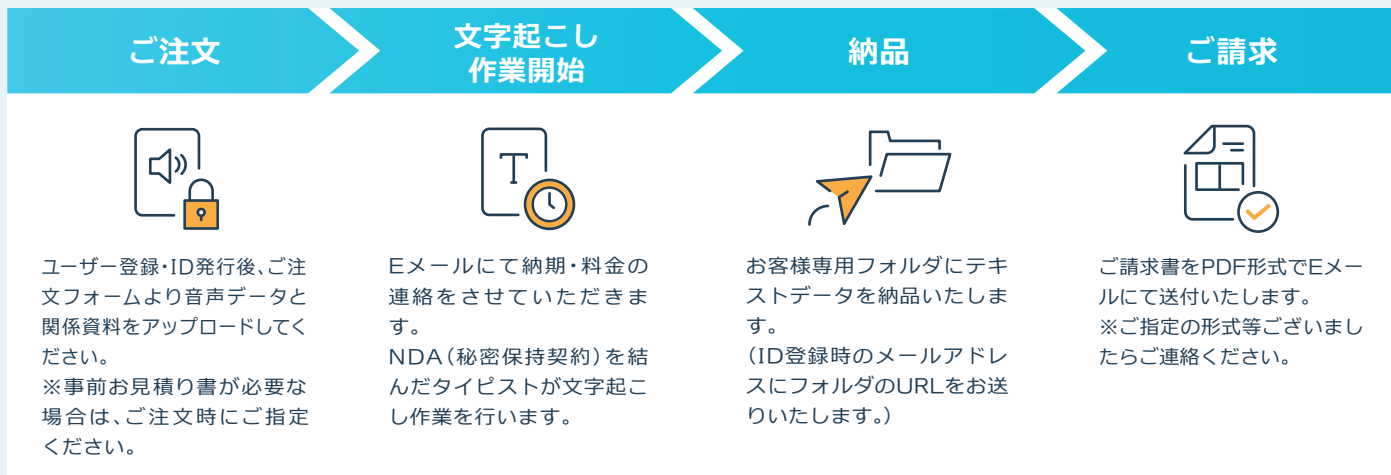 ご注文
文字起こし
作業開始
納品
ご請求
ユーザー登録・ID発行後、ご注
文フォームより音声データと
関係資料をアップロードしてく
ださい。
※事前お見積り書が必要な
場合は、ご注文時にご指定
ください。
Eメールにて納期・料金の
連絡をさせていただきま
す。
NDA(秘密保持契約)を結
んだタイピストが文字起こ
し作業を行います。
お客様専用フォルダにテキ
ストデータを納品いたしま
す。
(ID登録時のメールアドレ
スにフォルダのURLをお送
りいたします。)
ご請求書をPDF形式でEメー
ルにて送付いたします。
※ご指定の形式等ございまし
たらご連絡ください。
T